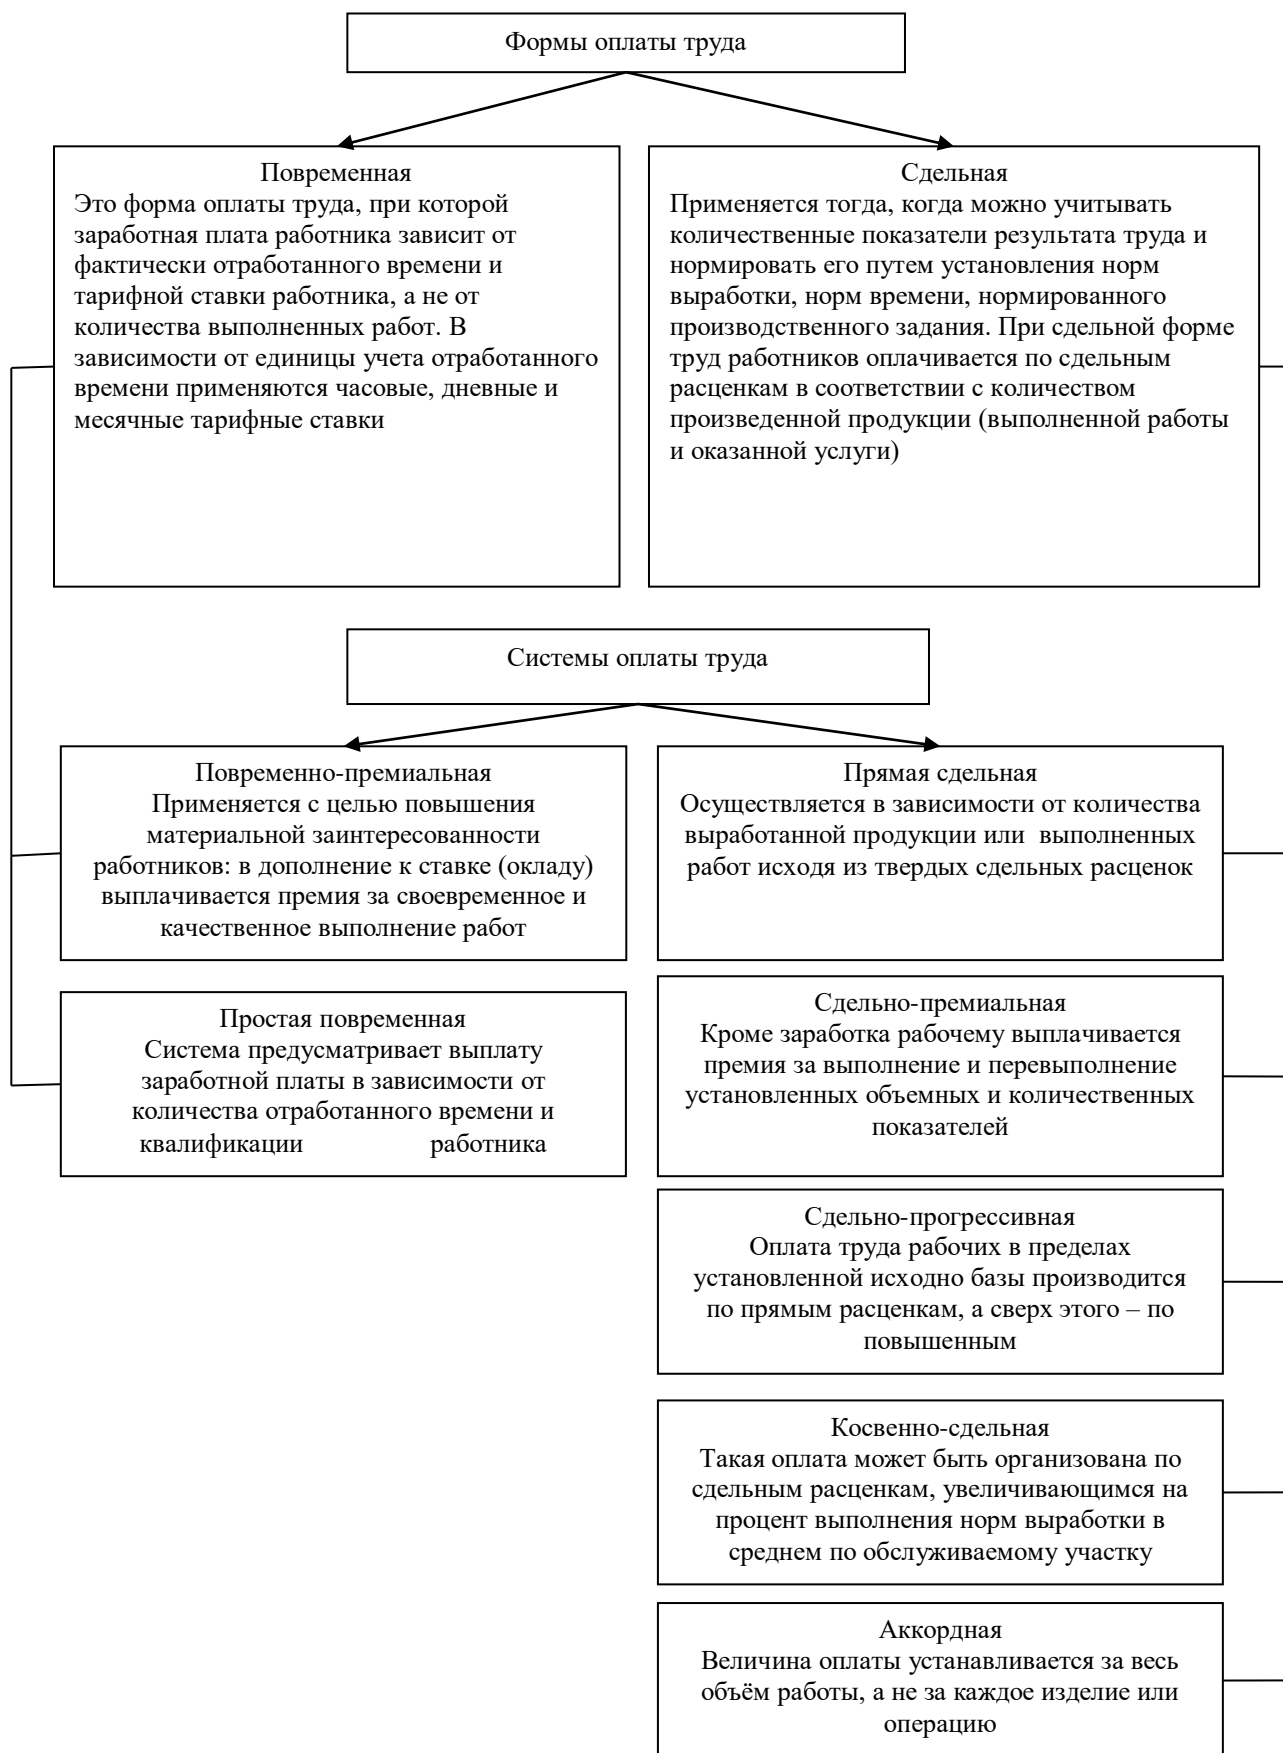 Формы оплаты труда
Повременная
Это форма оплаты труда, при которой
заработная плата работника зависит от
фактически отработанного времени и
тарифной ставки работника, а не от
количества выполненных работ. В
зависимости от единицы учета отработанного
времени применяются часовые, дневные и
месячные тарифные ставки
Сдельная
Применяется тогда, когда можно учитывать
количественные показатели результата труда и
нормировать его путем установления норм
выработки, норм времени, нормированного
производственного задания. При сдельной форме
труд работников оплачивается по сдельным
расценкам в соответствии с количеством
произведенной продукции (выполненной работы
и оказанной услуги)
Системы оплаты труда
Повременно-премиальная
Применяется с целью повышения
материальной заинтересованности
работников: в дополнение к ставке (окладу)
выплачивается премия за своевременное и
качественное выполнение работ
Простая повременная
Система предусматривает выплату
заработной платы в зависимости от
количества отработанного времени и
квалификации работника
Прямая сдельная
Осуществляется в зависимости от количества
выработанной продукции или выполненных
работ исходя из твердых сдельных расценок
Сдельно-премиальная
Кроме заработка рабочему выплачивается
премия за выполнение и перевыполнение
установленных объемных и количественных
показателей
Сдельно-прогрессивная
Оплата труда рабочих в пределах
установленной исходно базы производится
по прямым расценкам, а сверх этого – по
повышенным
Косвенно-сдельная
Такая оплата может быть организована по
сдельным расценкам, увеличивающимся на
процент выполнения норм выработки в
среднем по обслуживаемому участку
Аккордная
Величина оплаты устанавливается за весь
объём работы, а не за каждое изделие или
операцию